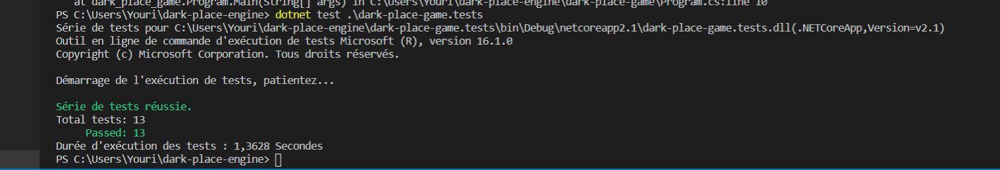 at dark_place_game.Program.Main(String[] args) in C:\Users\Youri\dark-place-engine\dark-place-game\Program.cs:line 10
PS C:\Users\Youri\dark-place-engine> dotnet test .\dark-place-game.tests
Série de tests pour C:\Users\Youri\dark-place-engine\dark-place-game.tests\bin\Debug\netcoreapp2.1\dark-place-game.tests.dll(.NETCoreApp,Version=v2.1)
Outil en ligne de commande d'exécution de tests Microsoft (R), version 16.1.0
Copyright (c) Microsoft Corporation. Tous droits réservés.
Démarrage de l'exécution de tests, patientez...
Série de tests réussie.
Total tests: 13
Passed: 13
Durée d'exécution des tests : 1,3628 Secondes
PS C:\Users\Youri\dark-place-engine>